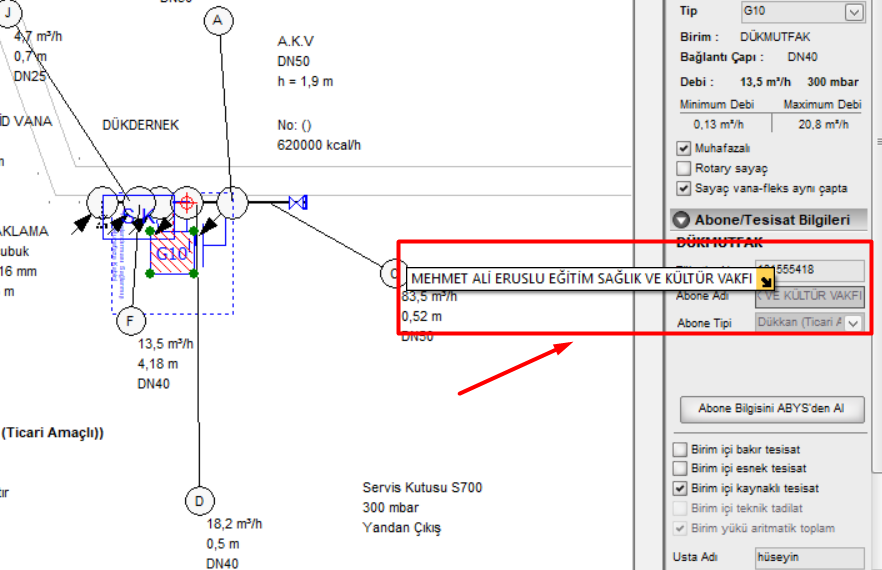 J
4,7 m³/h
0,7 m
DN25
A
A.K.V
DN50
h = 1,9 m
No: ()
620000 kcal/h
VANA
DÜKDERNEK
G10
F
13,5 m³/h
4,18 m
DN40
83,5 m³/h
0,52 m
DN50
MEHMET ALİ ERUSLU EĞİTİM SAĞLIK VE KÜLTÜR VAKFI
(Ticari Amaçlı))
D
18,2 m³/h
0,5 m
DN40
Servis Kutusu S700
300 mbar
Yandan Çıkış
Tip G10
Birim : DÜKMUTFAK
Bağlantı Çapı : DN40
Debi : 13,5 m³/h 300 mbar
Minimum Debi Maximum Debi
0,13 m³/h 20,8 m³/h
Muhafazalı
Rotary sayaç
Sayaç vana-fleks aynı çapta
Abone/Tesisat Bilgileri
DÜKMUTFAK
Abone Adı VE KÜLTÜR VAKFI
Abone Tipi Dükkan (Ticari A
Abone Bilgisini ABYS'den Al
Birim içi bakır tesisat
Birim içi esnek tesisat
Birim içi kaynaklı tesisat
Birim içi teknik tadilat
Birim yükü aritmatik toplam
Usta Adı hüseyin